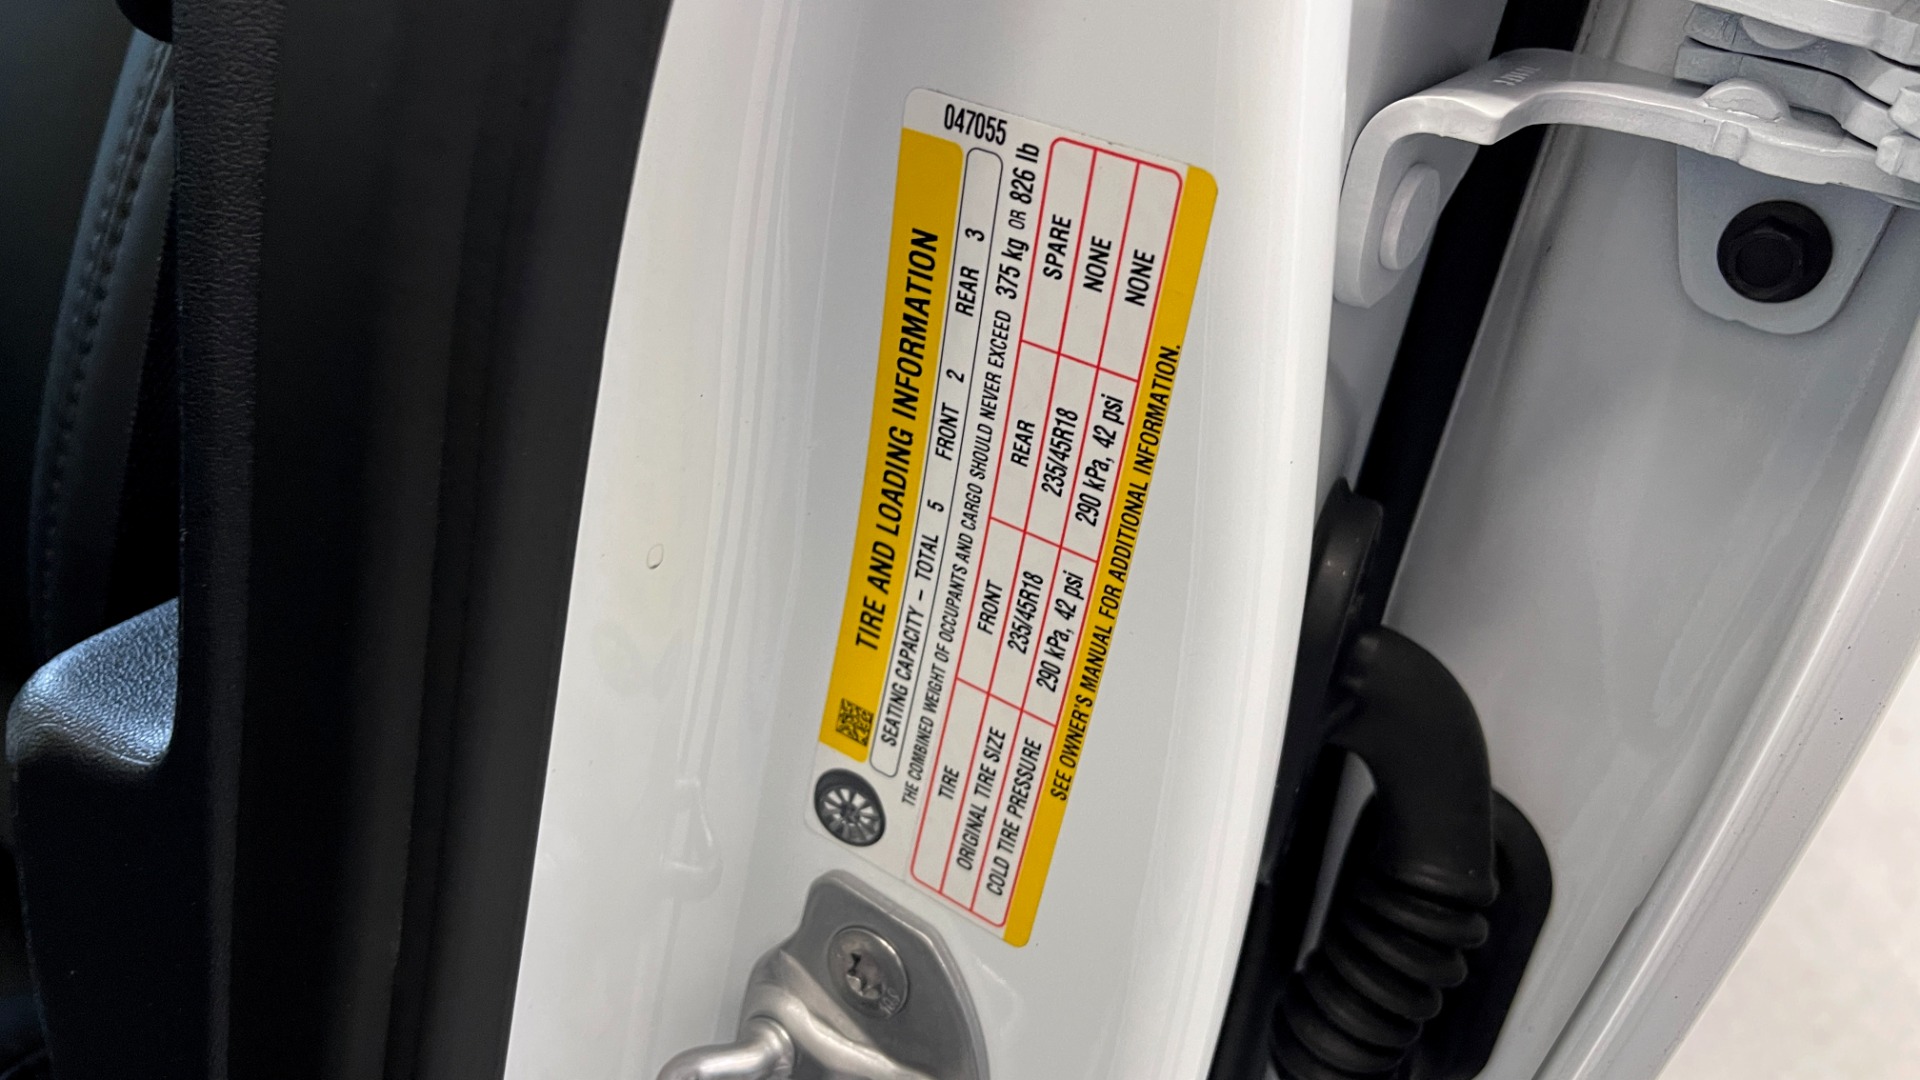 047055
TIRE AND LOADING INFORMATION
SEATING CAPACITY – TOTAL 5 FRONT 2 REAR 3
THE COMBINED WEIGHT OF OCCUPANTS AND CARGO SHOULD NEVER EXCEED 375 kg OR 826 lb
TIRE FRONT REAR SPARE
ORIGINAL TIRE SIZE 235/45R18 235/45R18 NONE
COLD TIRE PRESSURE 290 kPa, 42 psi 290 kPa, 42 psi NONE
SEE OWNER'S MANUAL FOR ADDITIONAL INFORMATION.